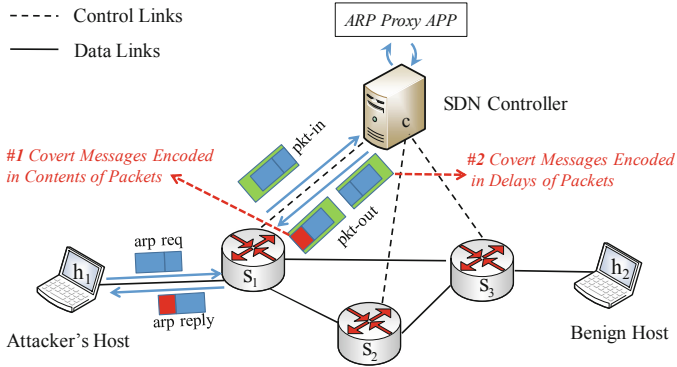 Control Links
Data Links
ARP Proxy APP
SDN Controller
c
pkt-in
#1 Covert Messages Encoded
in Contents of Packets
#2 Covert Messages Encoded
in Delays of Packets
pkt-out
arp req
h1
S1
S3
h2
arp reply
Attacker's Host
S2
Benign Host